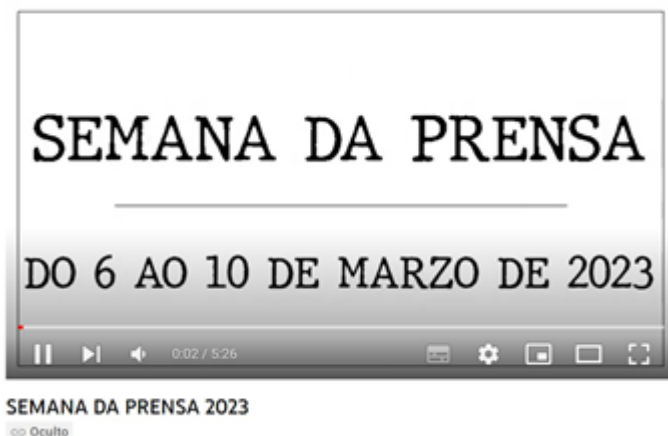 SEMANA DA PRENSA
DO 6 AO 10 DE MARZO DE 2023
0:02 / 5:26
SEMANA DA PRENSA 2023
Oculto